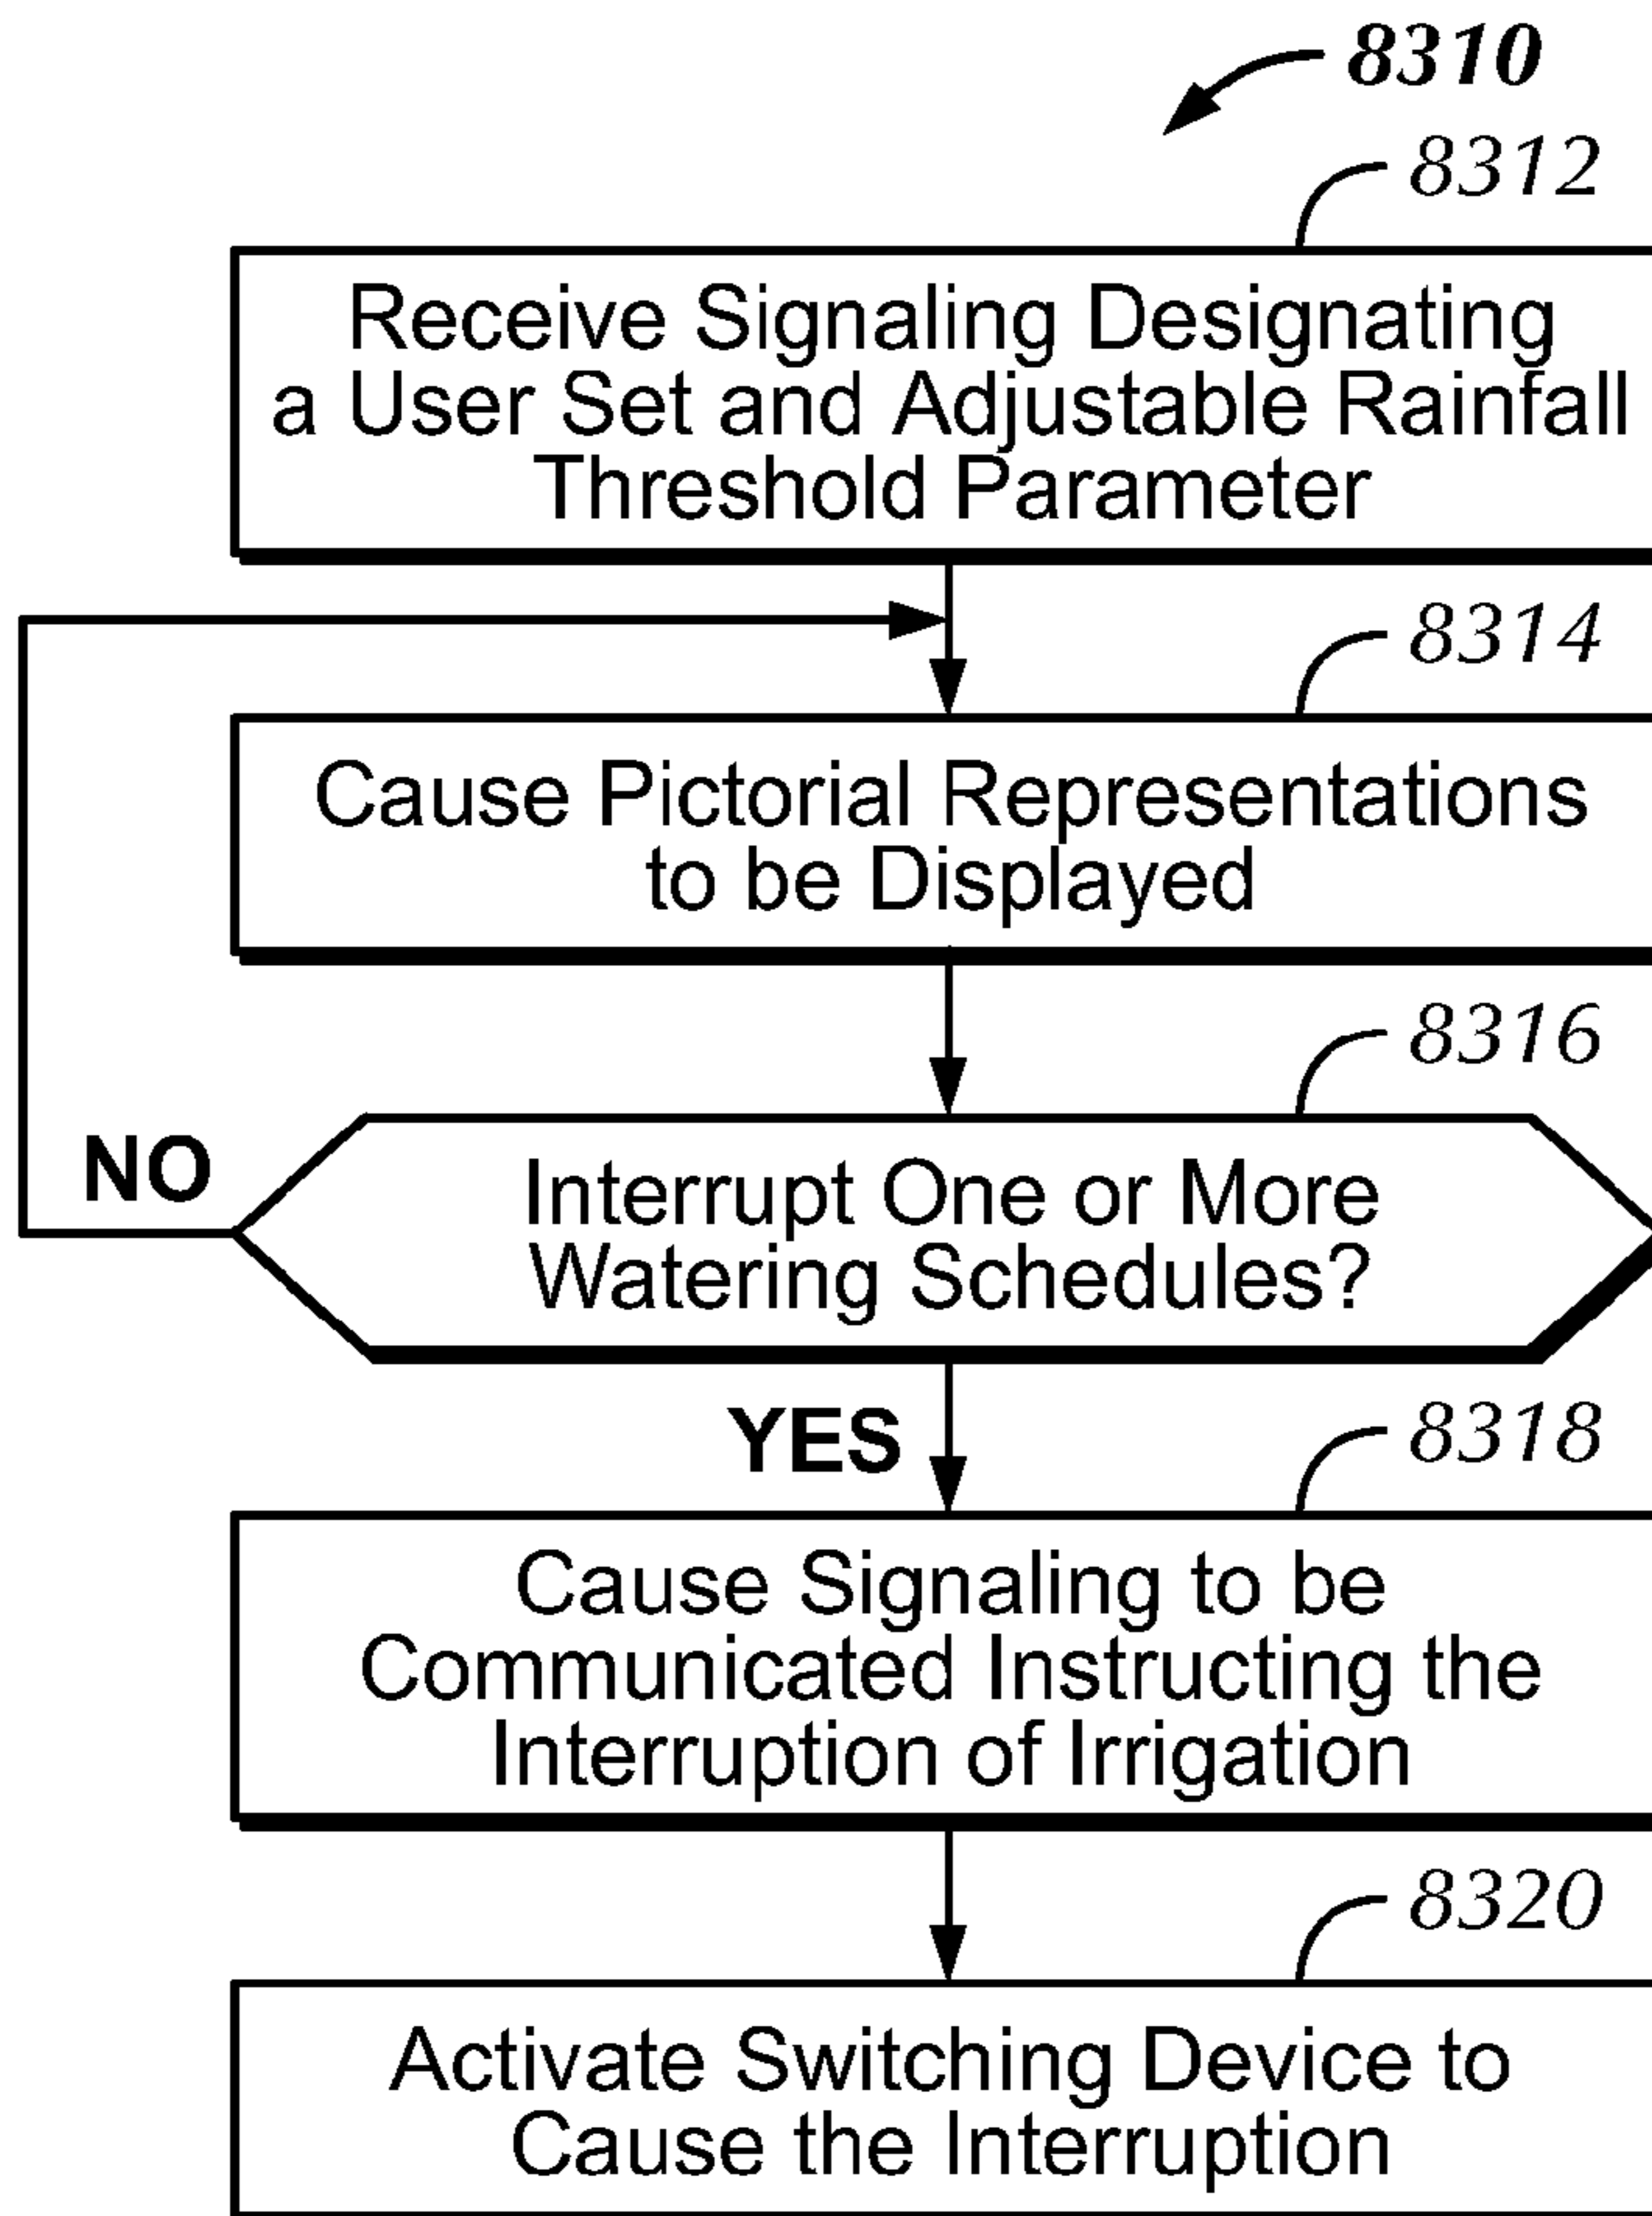 8310
8312
Receive Signaling Designating
a User Set and Adjustable Rainfall
Threshold Parameter
8314
Cause Pictorial Representations
to be Displayed
8316
NO
Interrupt One or More
Watering Schedules?
YES
8318
Cause Signaling to be
Communicated Instructing the
Interruption of Irrigation
8320
Activate Switching Device to
Cause the Interruption